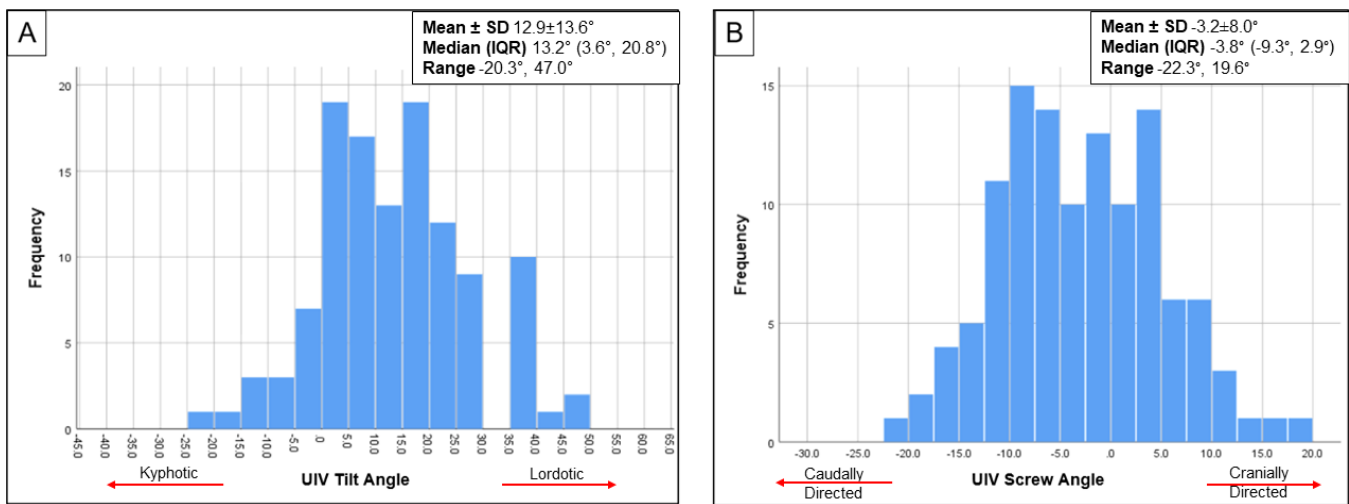 A
Mean ± SD 12.9±13.6°
Median (IQR) 13.2° (3.6°, 20.8°)
Range -20.3°, 47.0°
20
15
10
5
0
Frequency
-45.0
-40.0
-35.0
-30.0
-25.0
-20.0
-15.0
-10.0
-5.0
.0
5.0
10.0
15.0
20.0
25.0
30.0
35.0
40.0
45.0
50.0
55.0
60.0
65.0
Kyphotic
UIV Tilt Angle
Lordotic
B
Mean ± SD -3.2±8.0°
Median (IQR) -3.8° (-9.3°, 2.9°)
Range -22.3°, 19.6°
15
10
5
0
Frequency
-30.0
-25.0
-20.0
-15.0
-10.0
-5.0
.0
5.0
10.0
15.0
20.0
Caudally
Directed
UIV Screw Angle
Cranially
Directed